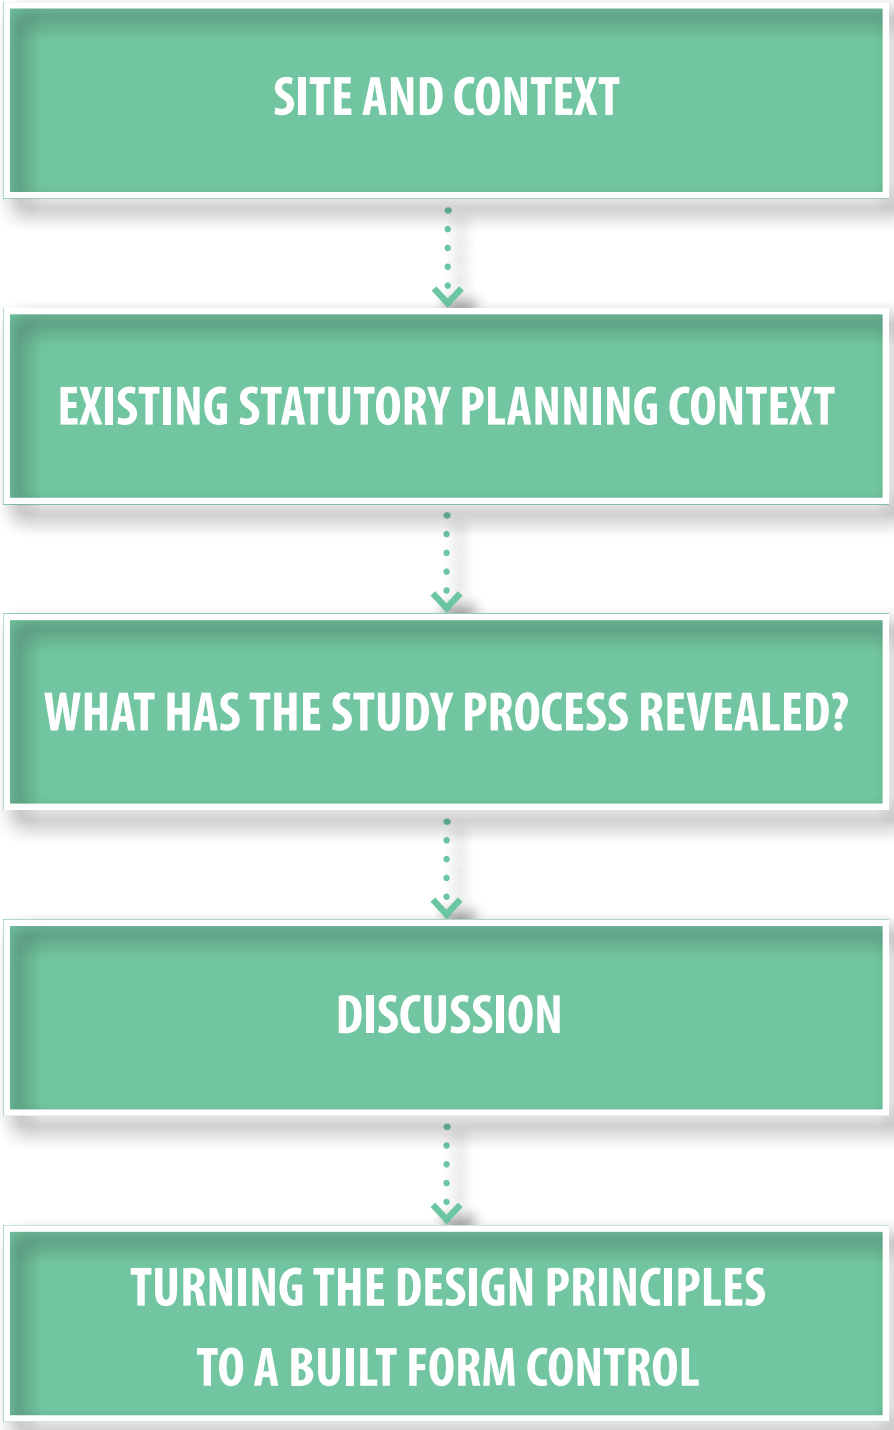 SITE AND CONTEXT
EXISTING STATUTORY PLANNING CONTEXT
WHAT HAS THE STUDY PROCESS REVEALED?
DISCUSSION
TURNING THE DESIGN PRINCIPLES
TO A BUILT FORM CONTROL